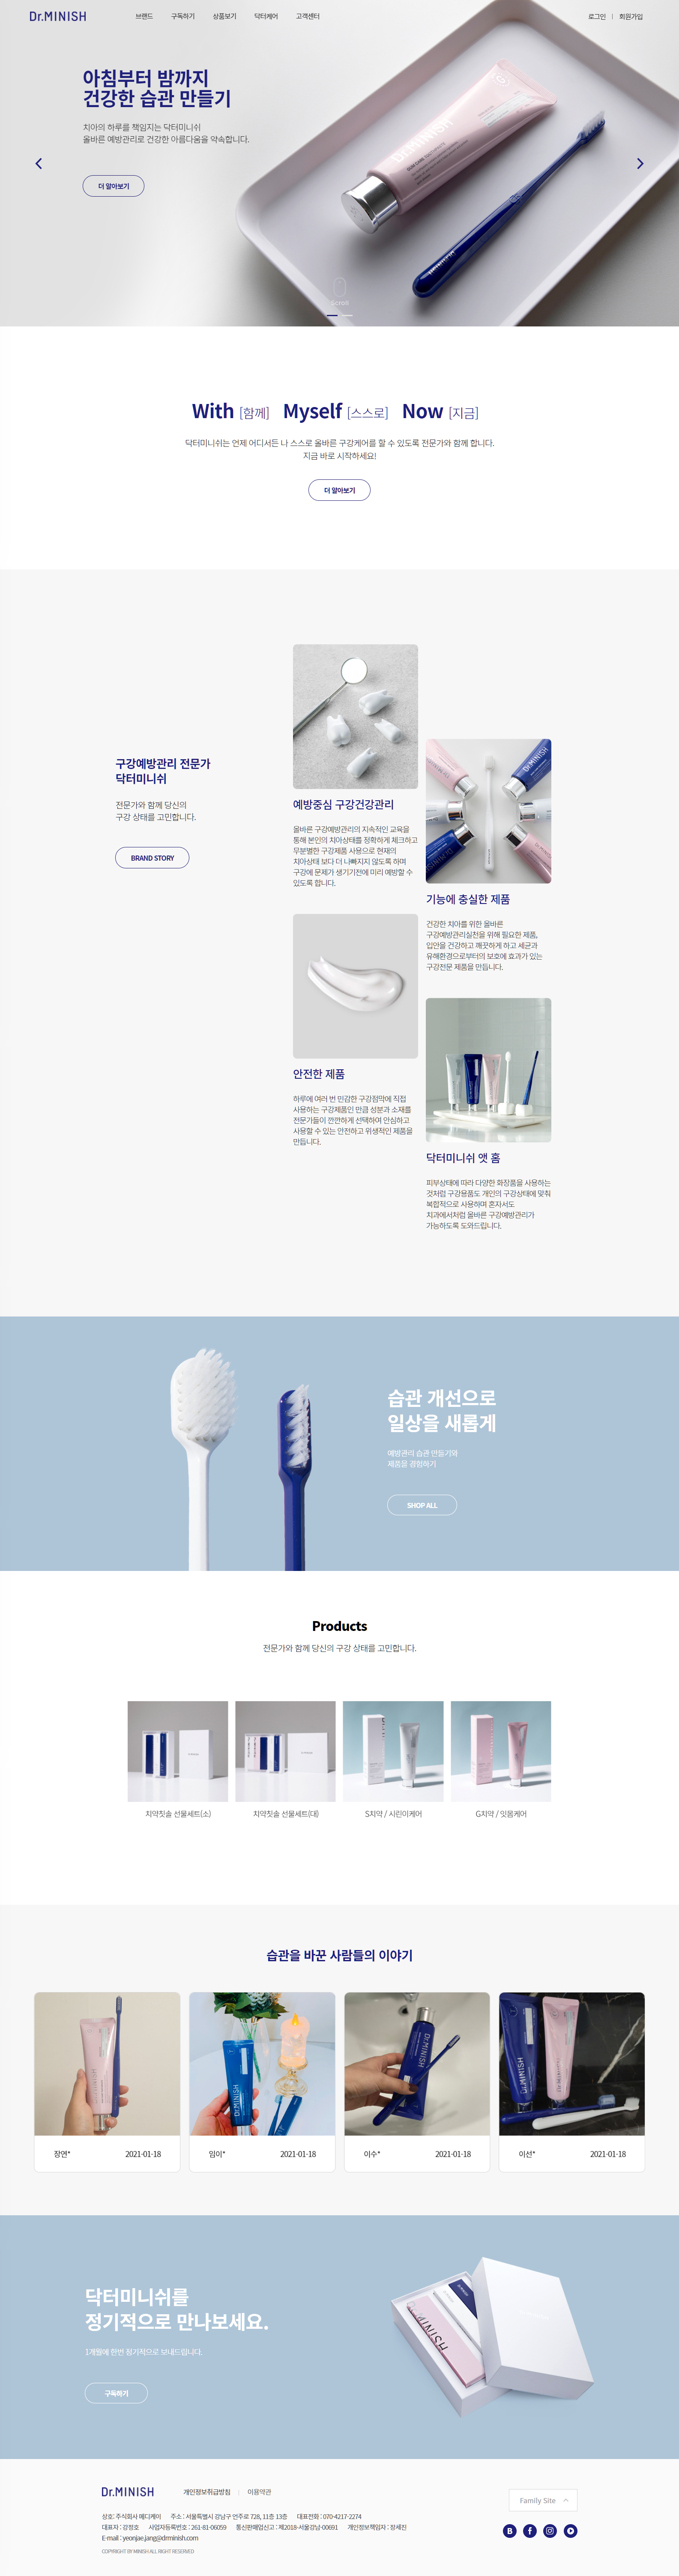 Dr.MINISH
브랜드 구독하기 상품보기 닥터케어 고객센터
로그인 | 회원가입
아침부터 밤까지
건강한 습관 만들기
치아의 하루를 책임지는 닥터미니쉬
올바른 예방관리로 건강한 아름다움을 약속합니다.
더 알아보기
Dr.MINISH
Scroll
With [함께] Myself [스스로] Now [지금]
닥터미니쉬는 언제 어디서든 나 스스로 올바른 구강케어를 할 수 있도록 전문가와 함께 합니다.
지금 바로 시작하세요!
더 알아보기
구강예방관리 전문가
닥터미니쉬
전문가와 함께 당신의
구강 상태를 고민합니다.
BRAND STORY
예방중심 구강건강관리
올바른 구강예방관리의 지속적인 교육을
통해 본인의 치아상태를 정확하게 체크하고
무분별한 구강제품 사용으로 현재의
치아상태 보다 더 나빠지지 않도록 하며
구강에 문제가 생기기전에 미리 예방할 수
있도록 합니다.
기능에 충실한 제품
건강한 치아를 위한 올바른
구강예방관리실천을 위해 필요한 제품,
입안을 건강하고 깨끗하게 하고 세균과
유해환경으로부터의 보호에 효과가 있는
구강전문 제품을 만듭니다.
안전한 제품
하루에 여러 번 민감한 구강점막에 직접
사용하는 구강제품인 만큼 성분과 소재를
전문가들이 깐깐하게 선택하여 안심하고
사용할 수 있는 안전하고 위생적인 제품을
만듭니다.
닥터미니쉬 앳 홈
피부상태에 따라 다양한 화장품을 사용하는
것처럼 구강용품도 개인의 구강상태에 맞춰
복합적으로 사용하며 혼자서도
치과에서처럼 올바른 구강예방관리가
가능하도록 도와드립니다.
습관 개선으로
일상을 새롭게
예방관리 습관 만들기와
제품을 경험하기
SHOP ALL
Products
전문가와 함께 당신의 구강 상태를 고민합니다.
치약칫솔 선물세트(소)
치약칫솔 선물세트(대)
S치약 / 시린이케어
G치약 / 잇몸케어
습관을 바꾼 사람들의 이야기
장연* 2021-01-18
임이* 2021-01-18
이수* 2021-01-18
이선* 2021-01-18
닥터미니쉬를
정기적으로 만나보세요.
1개월에 한번 정기적으로 보내드립니다.
구독하기
Dr.MINISH
개인정보취급방침 | 이용약관
Family Site
상호: 주식회사 메디케이 주소 : 서울특별시 강남구 언주로 728, 11층 13층 대표전화 : 070-4217-2274
대표자 : 강정호 사업자등록번호 : 261-81-06059 통신판매업신고 : 제2018-서울강남-00691 개인정보책임자 : 정세진
E-mail : yeonjae.jang@drminish.com
COPYRIGHT BY MINISH ALL RIGHT RESERVED